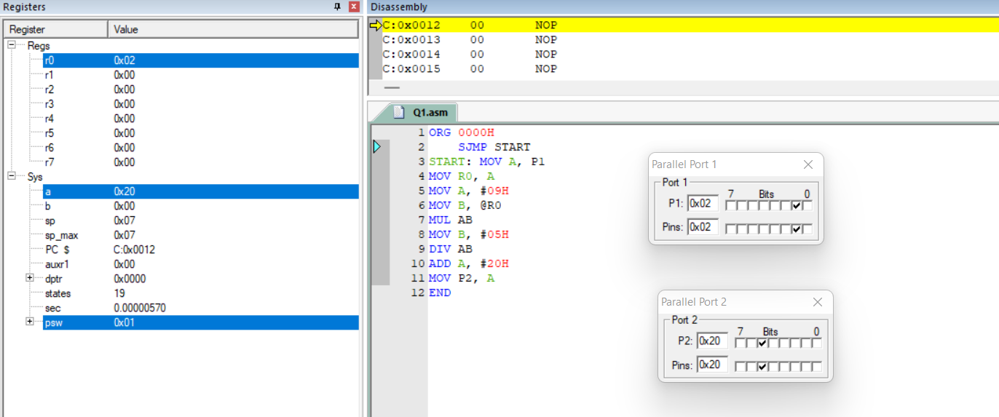 Registers
Register Value
Regs
r0 0x02
r1 0x00
r2 0x00
r3 0x00
r4 0x00
r5 0x00
r6 0x00
r7 0x00
Sys
a 0x20
b 0x00
sp 0x07
sp_max 0x07
PC $ C:0x0012
auxr1 0x00
dptr 0x0000
states 19
sec 0.00000570
psw 0x01
Disassembly
C:0x0012 00 NOP
C:0x0013 00 NOP
C:0x0014 00 NOP
C:0x0015 00 NOP
Q1.asm
1 ORG 0000H
2 SJMP START
3 START: MOV A, P1
4 MOV R0, A
5 MOV A, #09H
6 MOV B, @R0
7 MUL AB
8 MOV B, #05H
9 DIV AB
10 ADD A, #20H
11 MOV P2, A
12 END
Parallel Port 1
Port 1
7 Bits 0
P1: 0x02
Pins: 0x02
Parallel Port 2
Port 2
7 Bits 0
P2: 0x20
Pins: 0x20